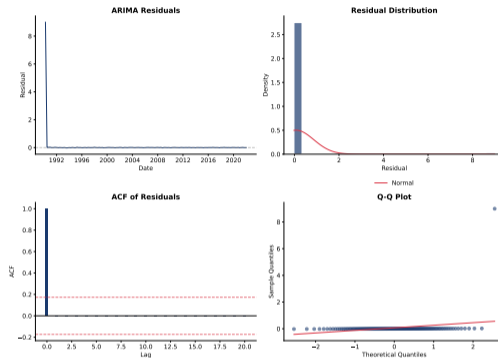 ARIMA Residuals
8
6
4
2
0
Residual
1992 1996 2000 2004 2008 2012 2016 2020
Date
Residual Distribution
2.5
2.0
1.5
1.0
0.5
0.0
Density
0 2 4 6 8
Residual
Normal
ACF of Residuals
1.0
0.8
0.6
0.4
0.2
0.0
−0.2
ACF
0.0 2.5 5.0 7.5 10.0 12.5 15.0 17.5 20.0
Lag
Q-Q Plot
8
6
4
2
0
Sample Quantiles
−2 −1 0 1 2
Theoretical Quantiles